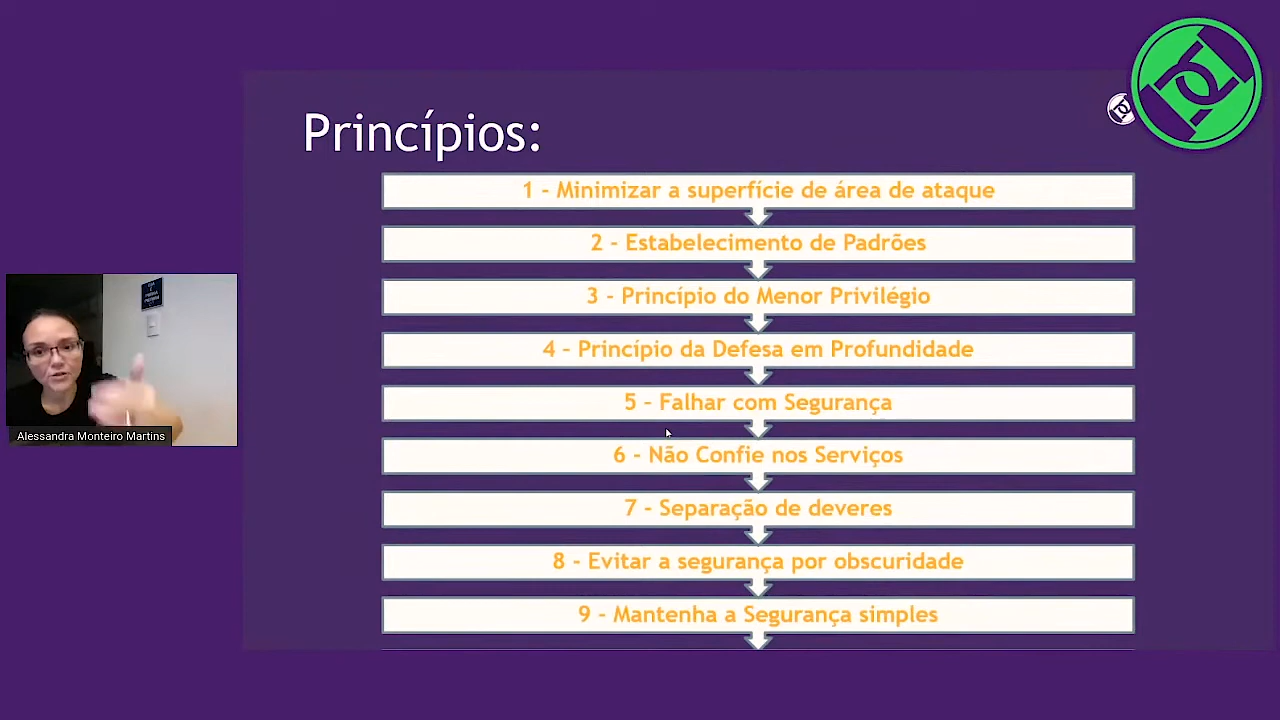 Princípios:
1 - Minimizar a superfície de área de ataque
2 - Estabelecimento de Padrões
3 - Princípio do Menor Privilégio
4 - Princípio da Defesa em Profundidade
5 - Falhar com Segurança
6 - Não Confie nos Serviços
7 - Separação de deveres
8 - Evitar a segurança por obscuridade
9 - Mantenha a Segurança simples
Alessandra Monteiro Martins